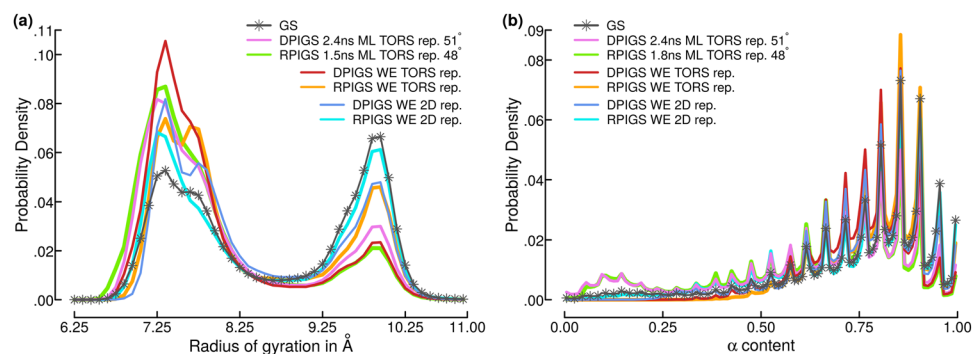 (a)
GS
DPIGS 2.4ns ML TORS rep. 51°
RPIGS 1.5ns ML TORS rep. 48°
DPIGS WE TORS rep.
RPIGS WE TORS rep.
DPIGS WE 2D rep.
RPIGS WE 2D rep.
Probability Density
.11
.10
.08
.06
.04
.02
.00
6.25
7.25
8.25
9.25
10.25
11.00
Radius of gyration in Å
(b)
GS
DPIGS 2.4ns ML TORS rep. 51°
RPIGS 1.8ns ML TORS rep. 48°
DPIGS WE TORS rep.
RPIGS WE TORS rep.
DPIGS WE 2D rep.
RPIGS WE 2D rep.
Probability Density
.09
.08
.06
.04
.02
.00
0.00
0.25
0.50
0.75
1.00
α content